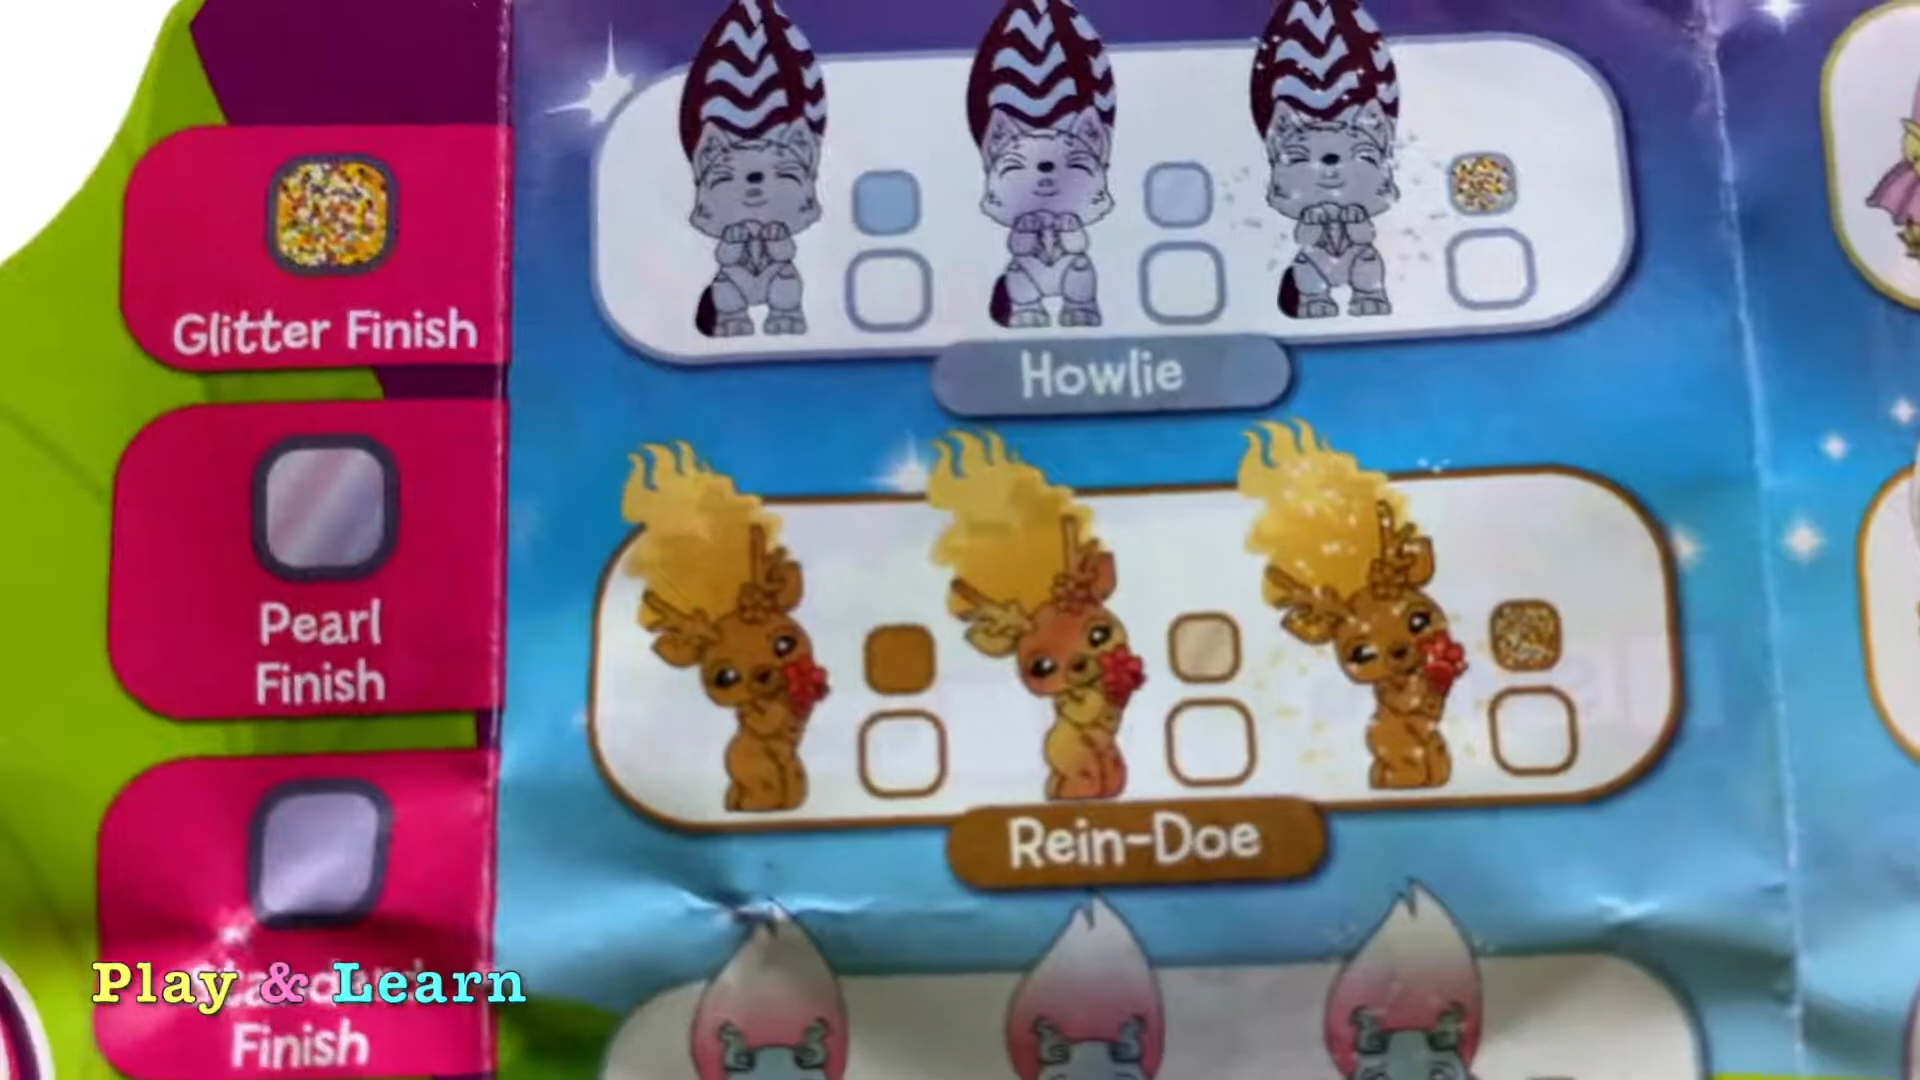 Glitter Finish
Pearl
Finish
Finish
Howlie
Rein-Doe
Play & Learn